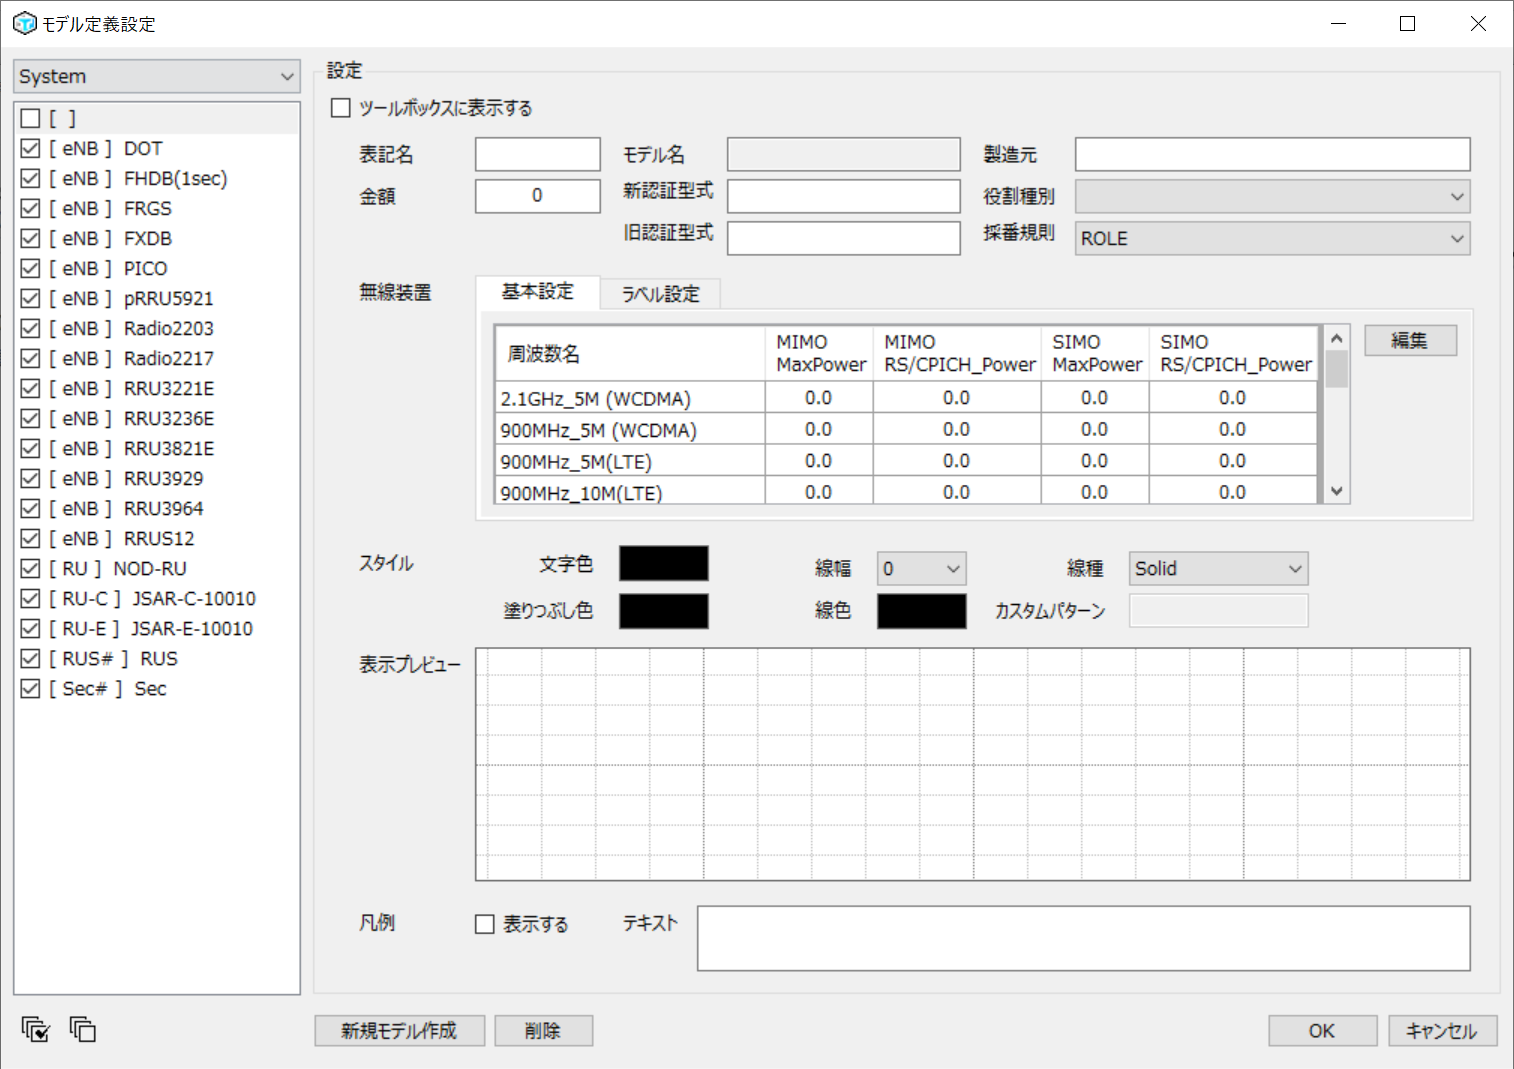 モデル定義設定
System
[ ]
[ eNB ] DOT
[ eNB ] FHDB(1sec)
[ eNB ] FRGS
[ eNB ] FXDB
[ eNB ] PICO
[ eNB ] pRRU5921
[ eNB ] Radio2203
[ eNB ] Radio2217
[ eNB ] RRU3221E
[ eNB ] RRU3236E
[ eNB ] RRU3821E
[ eNB ] RRU3929
[ eNB ] RRU3964
[ eNB ] RRUS12
[ RU ] NOD-RU
[ RU-C ] JSAR-C-10010
[ RU-E ] JSAR-E-10010
[ RUS# ] RUS
[ Sec# ] Sec
設定
ツールボックスに表示する
表記名 モデル名 製造元
金額 0 新認証型式 役割種別
旧認証型式 採番規則 ROLE
無線装置 基本設定 ラベル設定
周波数名 MIMO MaxPower MIMO RS/CPICH_Power SIMO MaxPower SIMO RS/CPICH_Power 編集
2.1GHz_5M (WCDMA) 0.0 0.0 0.0 0.0
900MHz_5M (WCDMA) 0.0 0.0 0.0 0.0
900MHz_5M(LTE) 0.0 0.0 0.0 0.0
900MHz_10M(LTE) 0.0 0.0 0.0 0.0
スタイル 文字色 線幅 0 線種 Solid
塗りつぶし色 線色 カスタムパターン
表示プレビュー
凡例 表示する テキスト
新規モデル作成 削除 OK キャンセル